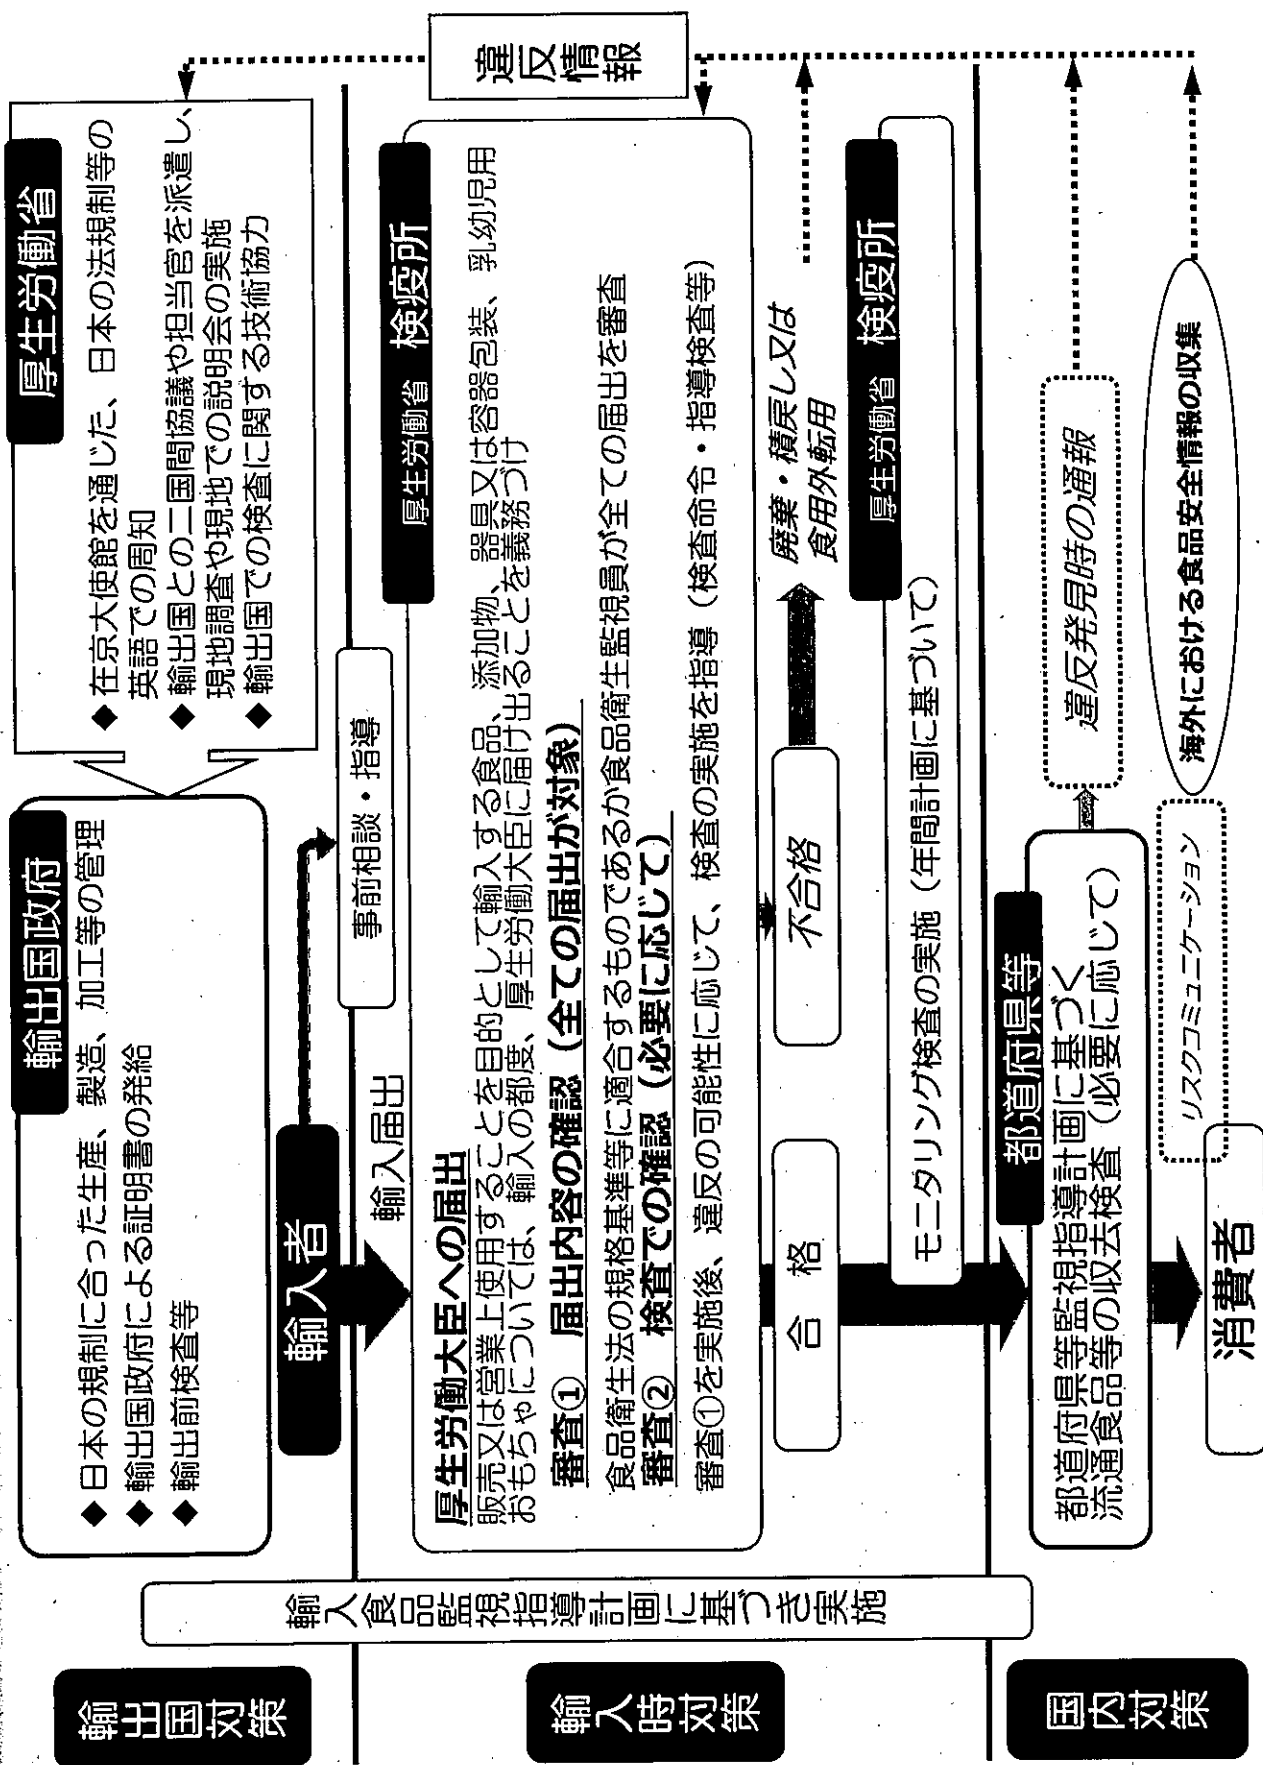 輸出国対策
輸出国政府
◆ 日本の規制に合った生産、製造、加工等の管理
◆ 輸出国政府による証明書の発給
◆ 輸出前検査等
厚生労働省
◆ 在京大使館を通じた、日本の法規制等の
英語での周知
◆ 輸出国との二国間協議や担当官を派遣し、
現地調査や現地での説明会の実施
◆ 輸出国での検査に関する技術協力
輸入者
事前相談・指導
輸入食品監視指導計画に基づき実施
輸入時対策
輸入届出
厚生労働省 検疫所
違反情報
厚生労働大臣への届出
販売又は営業上使用することを目的として輸入する食品、添加物、器具又は容器包装、乳幼児用
おもちゃについては、輸入の都度、厚生労働大臣に届け出ることを義務づけ
審査① 届出内容の確認（全ての届出が対象）
食品衛生法の規格基準等に適合するものであるか食品衛生監視員が全ての届出を審査
審査② 検査での確認（必要に応じて）
審査①を実施後、違反の可能性に応じて、検査の実施を指導（検査命令・指導検査等）
合 格
不合格
廃棄・積戻し又は
食用外転用
厚生労働省 検疫所
モニタリング検査の実施（年間計画に基づいて）
国内対策
都道府県等
都道府県等監視指導計画に基づく
流通食品等の収去検査（必要に応じて）
違反発見時の通報
リスクコミュニケーション
海外における食品安全情報の収集
消費者